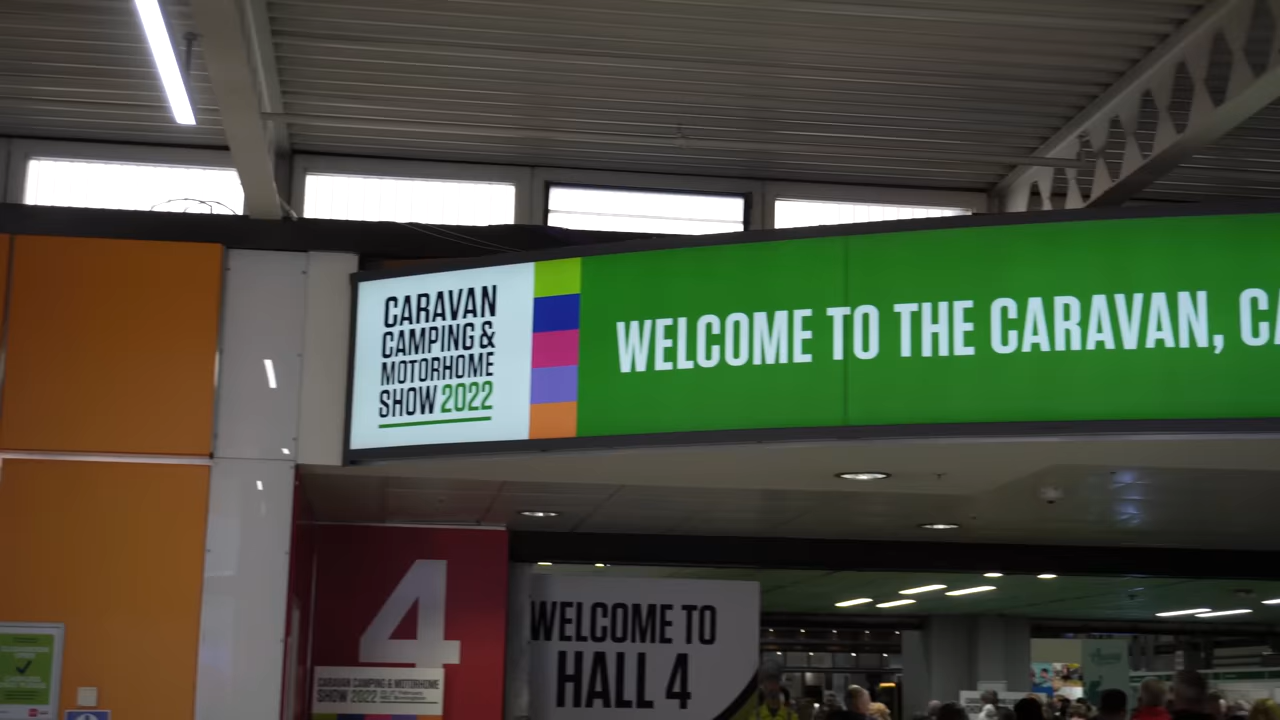 CARAVAN
CAMPING &
MOTORHOME
SHOW 2022
WELCOME TO THE CARAVAN, CA
4
WELCOME TO
HALL 4
CARAVAN CAMPING & MOTORHOME
SHOW 2022